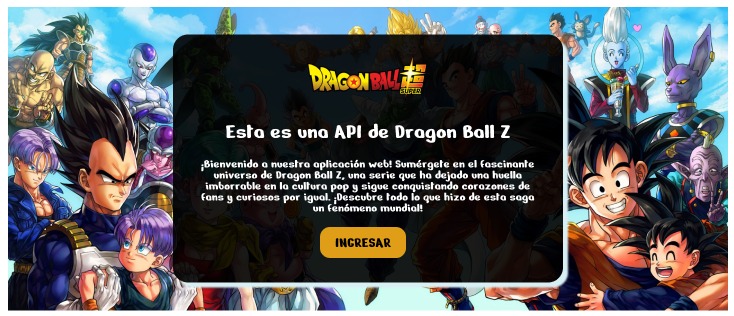 DRAGON BALL 超
SUPER
Esta es una API de Dragon Ball Z
¡Bienvenido a nuestra aplicación web! Sumérgete en el fascinante
universo de Dragon Ball Z, una serie que ha dejado una huella
imborrable en la cultura pop y sigue conquistando corazones de
fans y curiosos por igual. ¡Descubre todo lo que hizo de esta saga
un fenómeno mundial!
INGRESAR